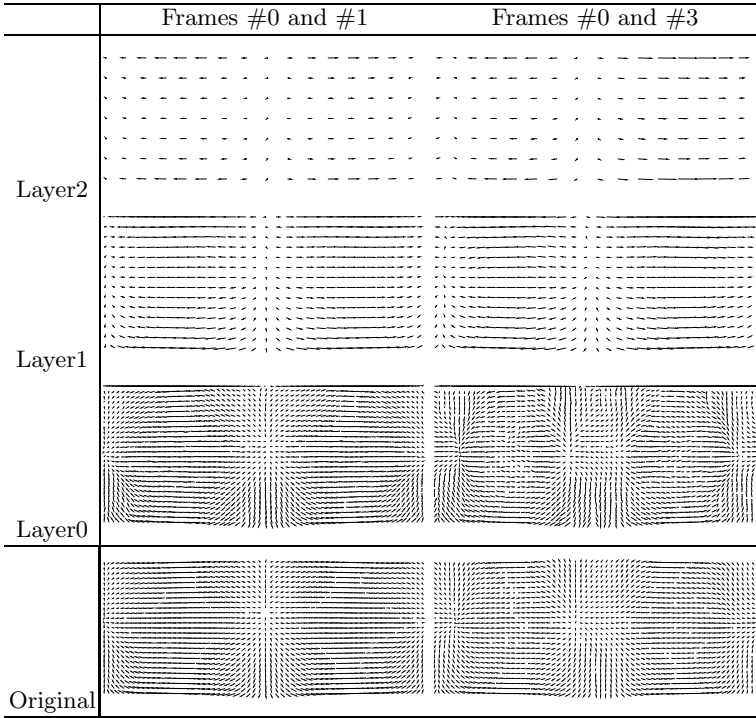 Frames #0 and #1
Frames #0 and #3
Layer2
Layer1
Layer0
Original